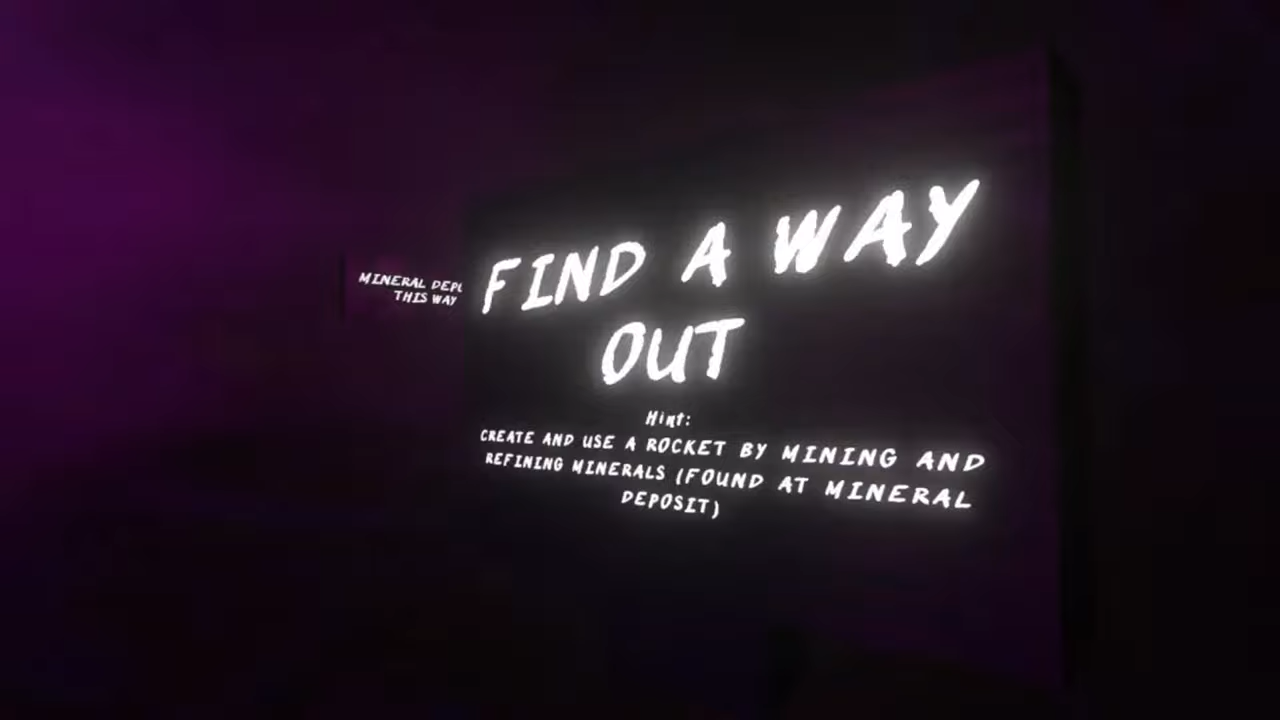 MINERAL
THIS WAY
FIND A WAY
OUT
Hint:
CREATE AND USE A ROCKET BY MINING AND
REFINING MINERALS (FOUND AT MINERAL
DEPOSIT)